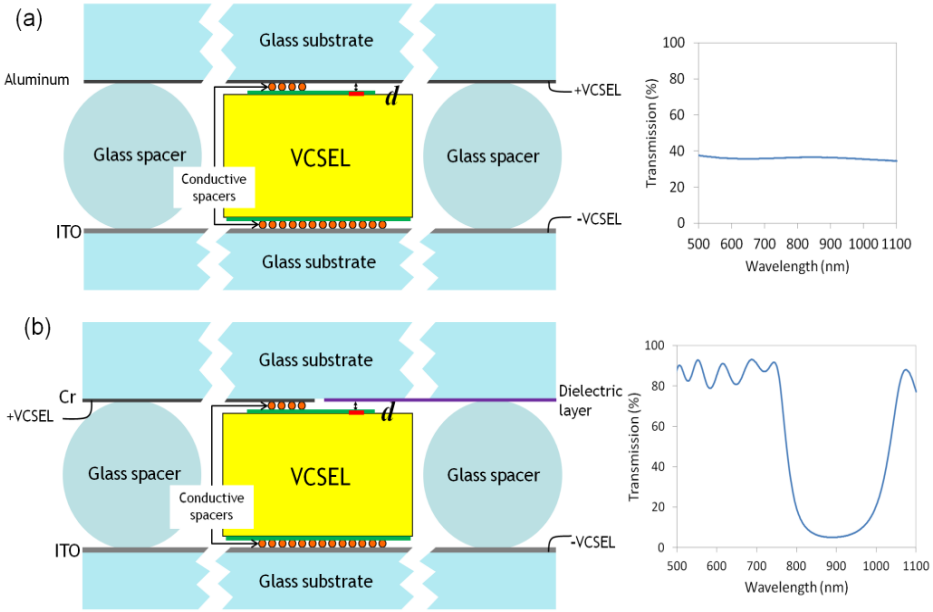 (a)
Glass substrate
Aluminum
d
+VCSEL
Glass spacer
VCSEL
Glass spacer
Conductive
spacers
ITO
-VCSEL
Glass substrate
100
80
60
40
20
0
Transmission (%)
500 600 700 800 900 1000 1100
Wavelength (nm)
(b)
Glass substrate
Cr
+VCSEL
d
Dielectric
layer
Glass spacer
VCSEL
Glass spacer
Conductive
spacers
ITO
-VCSEL
Glass substrate
100
80
60
40
20
0
Transmission (%)
500 600 700 800 900 1000 1100
Wavelength (nm)